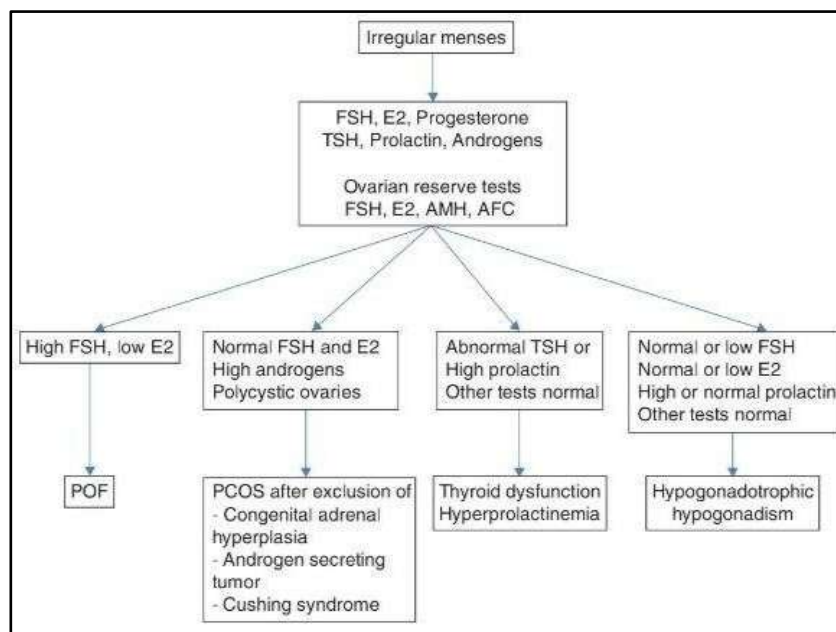 Irregular menses
FSH, E2, Progesterone
TSH, Prolactin, Androgens
Ovarian reserve tests
FSH, E2, AMH, AFC
High FSH, low E2
Normal FSH and E2
High androgens
Polycystic ovaries
Abnormal TSH or
High prolactin
Other tests normal
Normal or low FSH
Normal or low E2
High or normal prolactin
Other tests normal
POF
PCOS after exclusion of
- Congenital adrenal
hyperplasia
- Androgen secreting
tumor
- Cushing syndrome
Thyroid dysfunction
Hyperprolactinemia
Hypogonadotrophic
hypogonadism